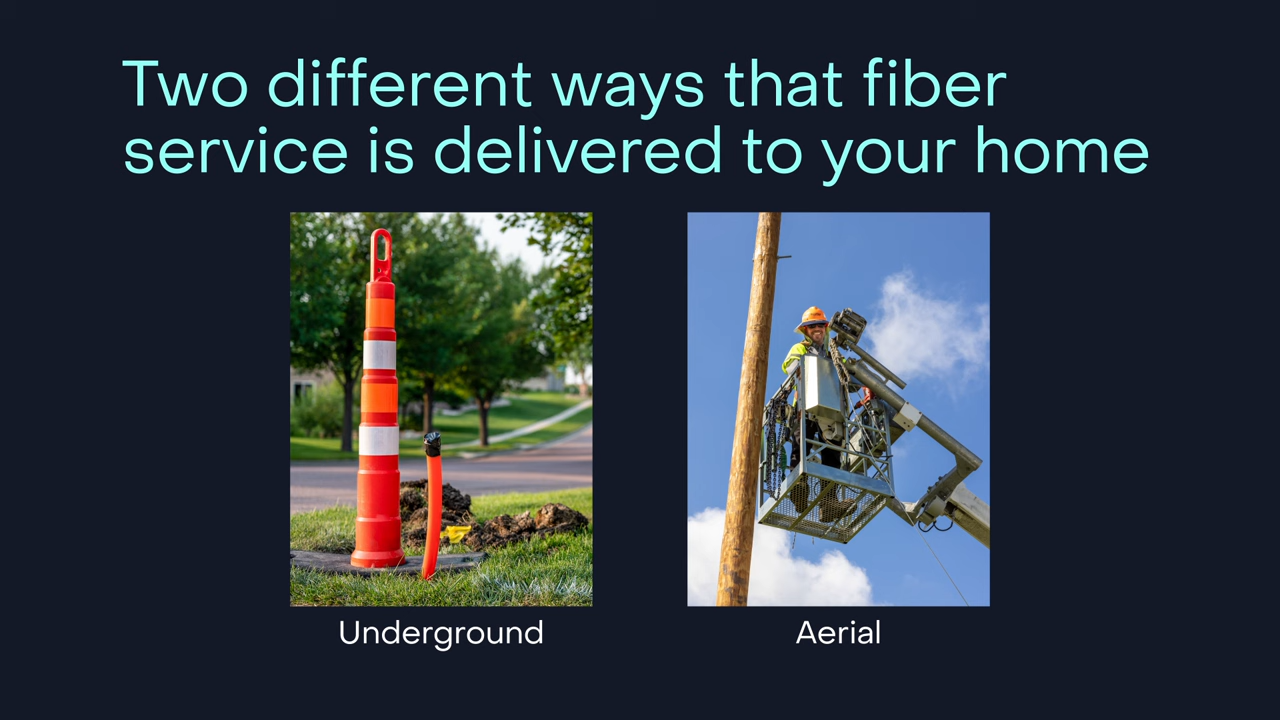 Two different ways that fiber
service is delivered to your home
Underground
Aerial